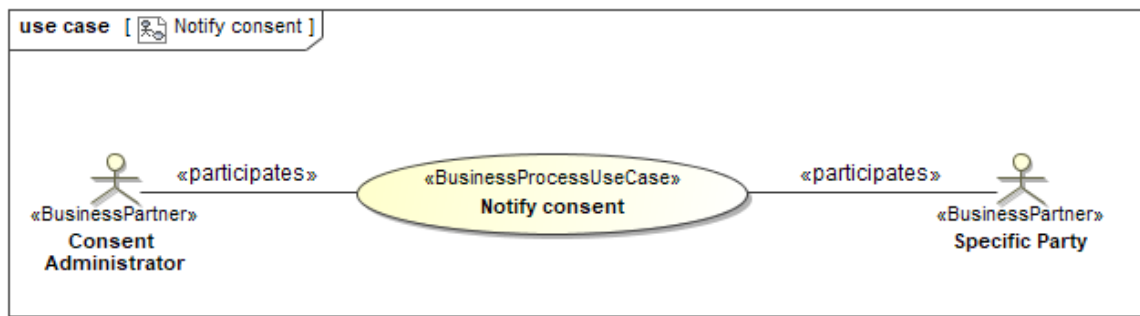 use case [ Notify consent ]
«participates»
«BusinessProcessUseCase»
Notify consent
«participates»
«BusinessPartner»
Consent
Administrator
«BusinessPartner»
Specific Party